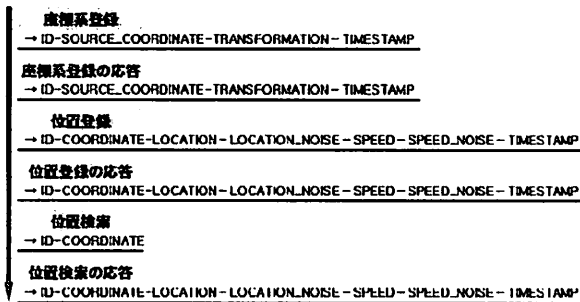 座標系登録
→ ID-SOURCE_COORDINATE-TRANSFORMATION-TIMESTAMP
座標系登録の応答
→ ID-SOURCE_COORDINATE-TRANSFORMATION-TIMESTAMP
位置登録
→ ID-COORDINATE-LOCATION-LOCATION_NOISE-SPEED-SPEED_NOISE-TIMESTAMP
位置登録の応答
→ ID-COORDINATE-LOCATION-LOCATION_NOISE-SPEED-SPEED_NOISE-TIMESTAMP
位置検索
→ ID-COORDINATE
位置検索の応答
→ ID-COORDINATE-LOCATION-LOCATION_NOISE-SPEED-SPEED_NOISE-TIMESTAMP